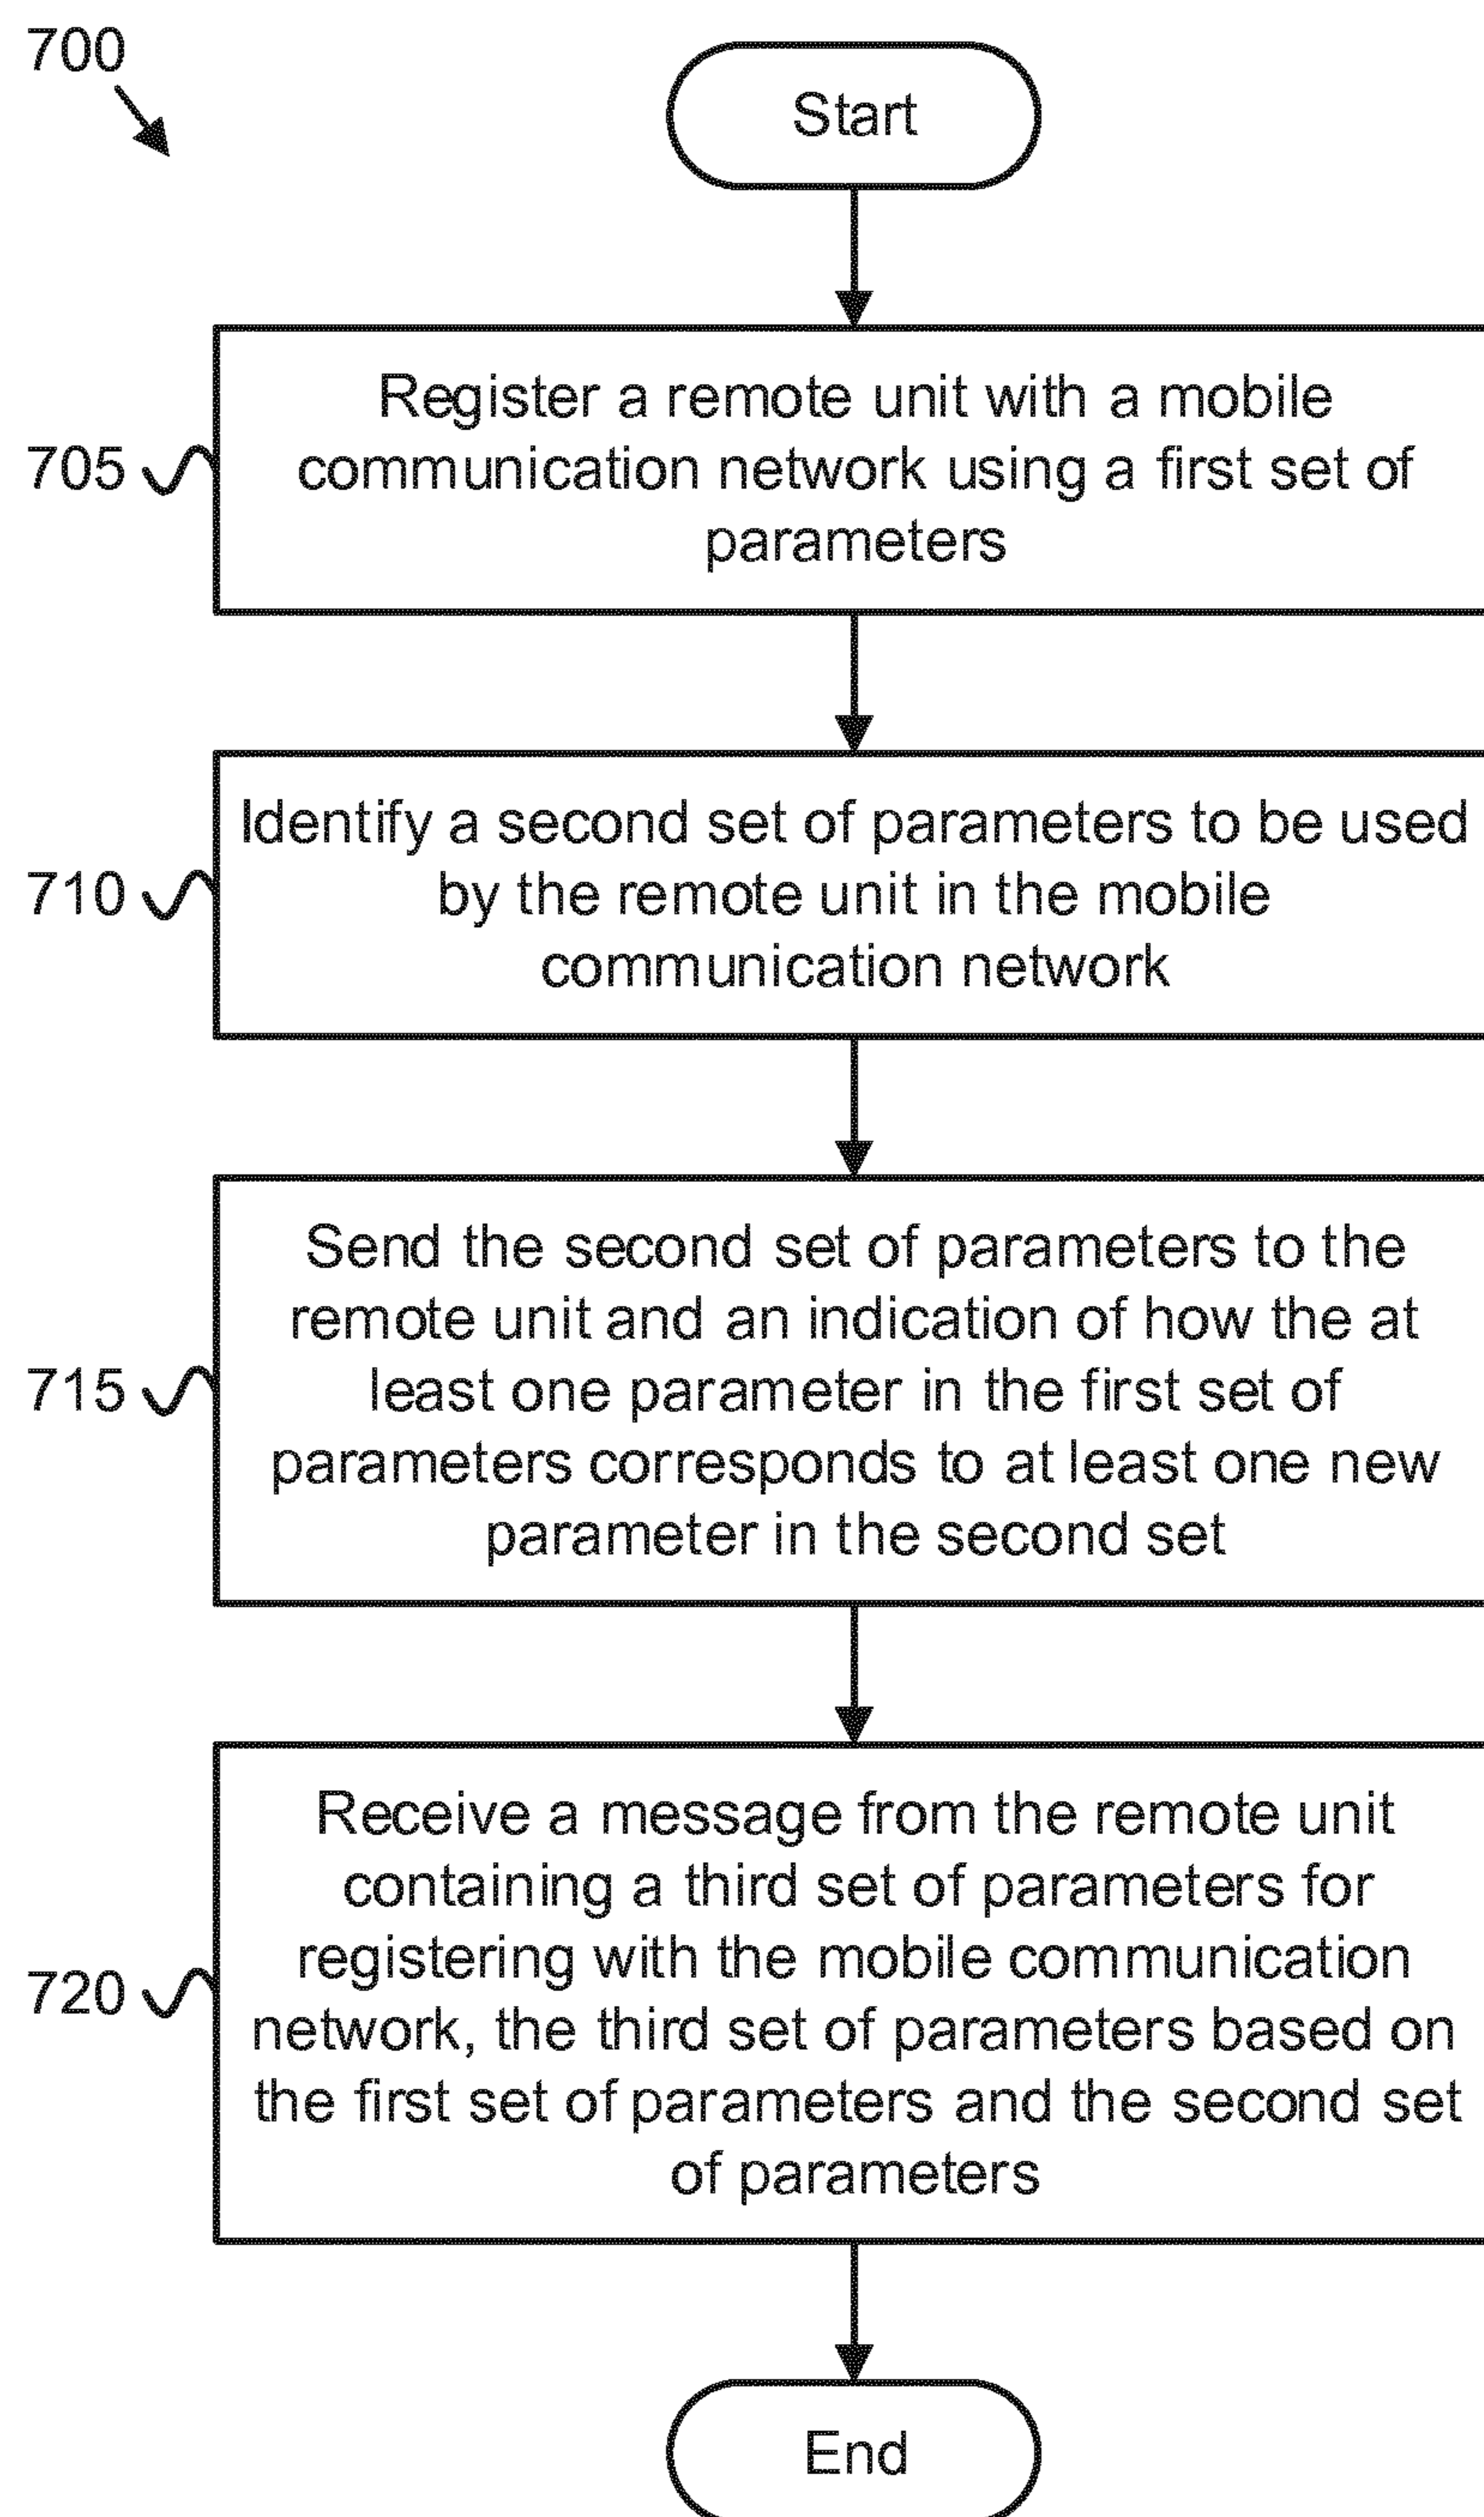 700
Start
Register a remote unit with a mobile
communication network using a first set of
parameters
705
Identify a second set of parameters to be used
by the remote unit in the mobile
communication network
710
Send the second set of parameters to the
remote unit and an indication of how the at
least one parameter in the first set of
parameters corresponds to at least one new
parameter in the second set
715
Receive a message from the remote unit
containing a third set of parameters for
registering with the mobile communication
network, the third set of parameters based on
the first set of parameters and the second set
of parameters
720
End